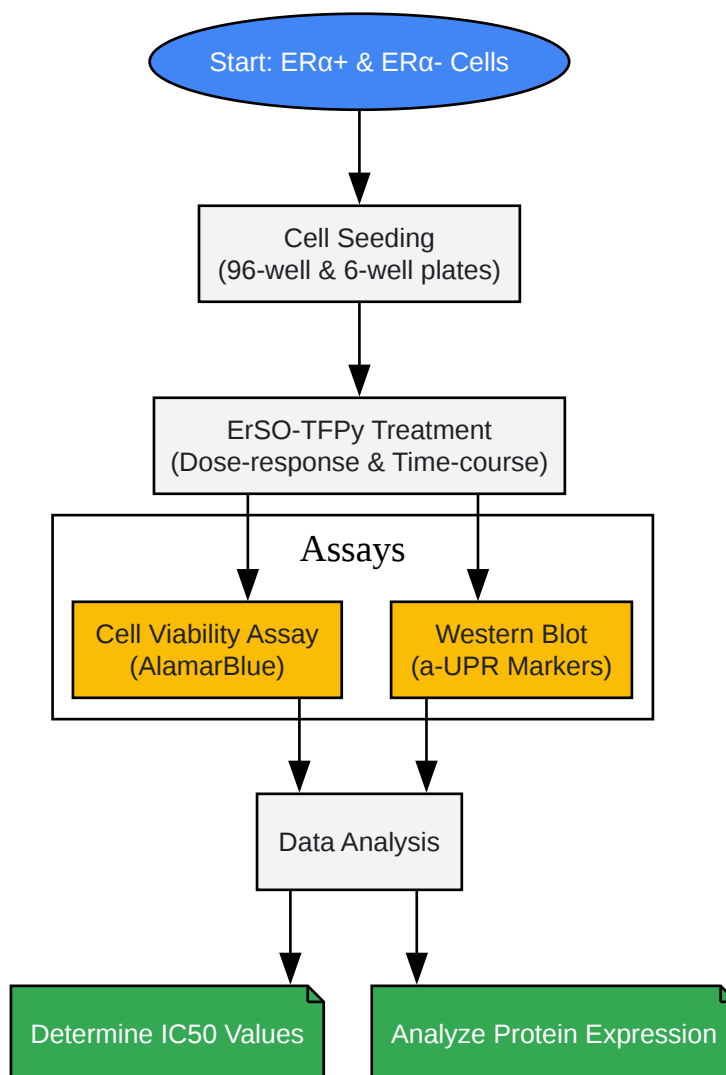 Start: ERα+ & ERα- Cells
Cell Seeding
(96-well & 6-well plates)
ErSO-TFPy Treatment
(Dose-response & Time-course)
Assays
Cell Viability Assay
(AlamarBlue)
Western Blot
(a-UPR Markers)
Data Analysis
Determine IC50 Values
Analyze Protein Expression